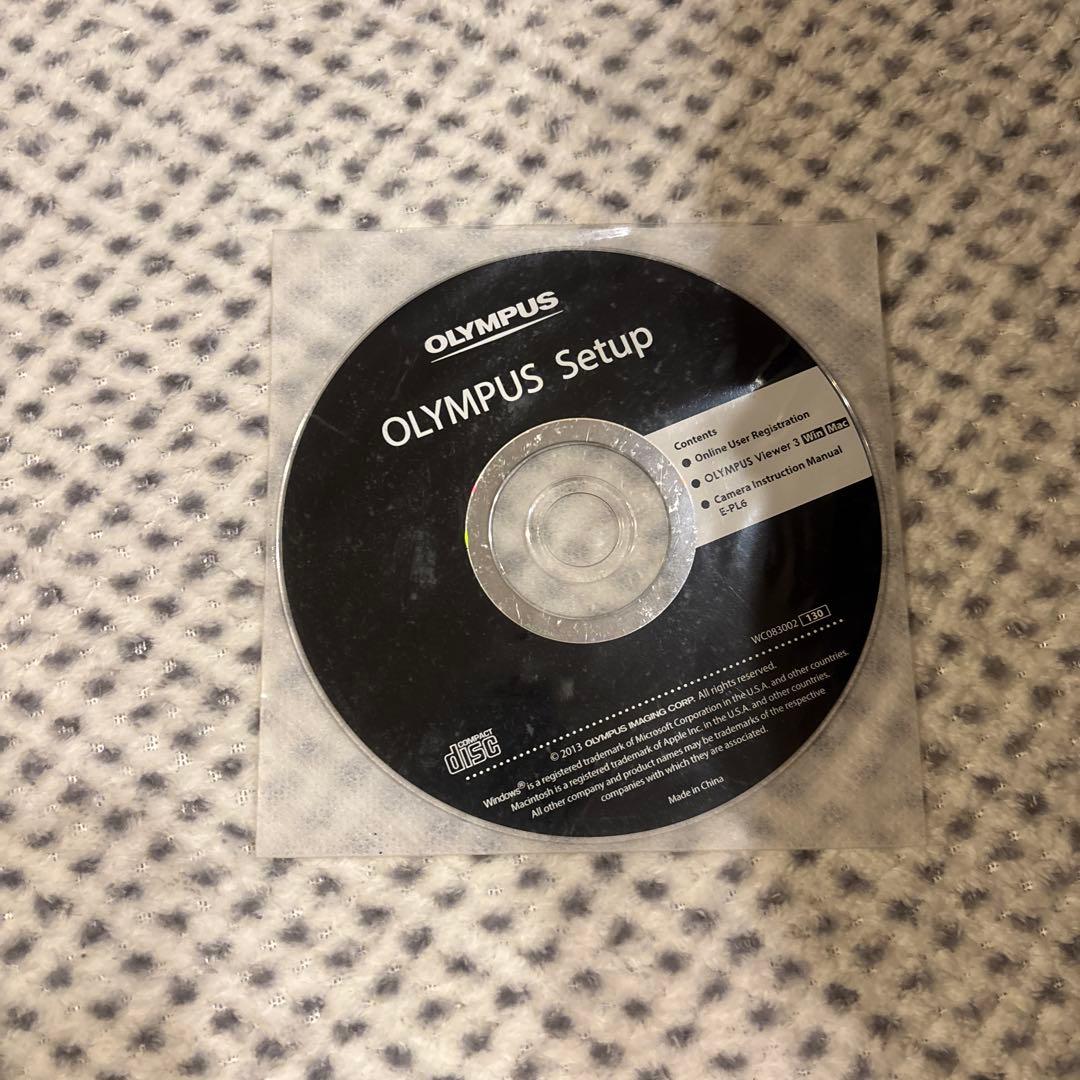 OLYMPUS
OLYMPUS Setup
Contents
● Online User Registration
● OLYMPUS Viewer 3 Win Mac
● Camera Instruction Manual
E-PL6
WC083002 130
COMPACT
disc
© 2013 OLYMPUS IMAGING CORP. All rights reserved.
Windows® is a registered trademark of Microsoft Corporation in the U.S.A. and other countries.
Macintosh is a registered trademark of Apple Inc. in the U.S.A. and other countries.
All other company and product names may be trademarks of the respective
companies with which they are associated.
Made in China